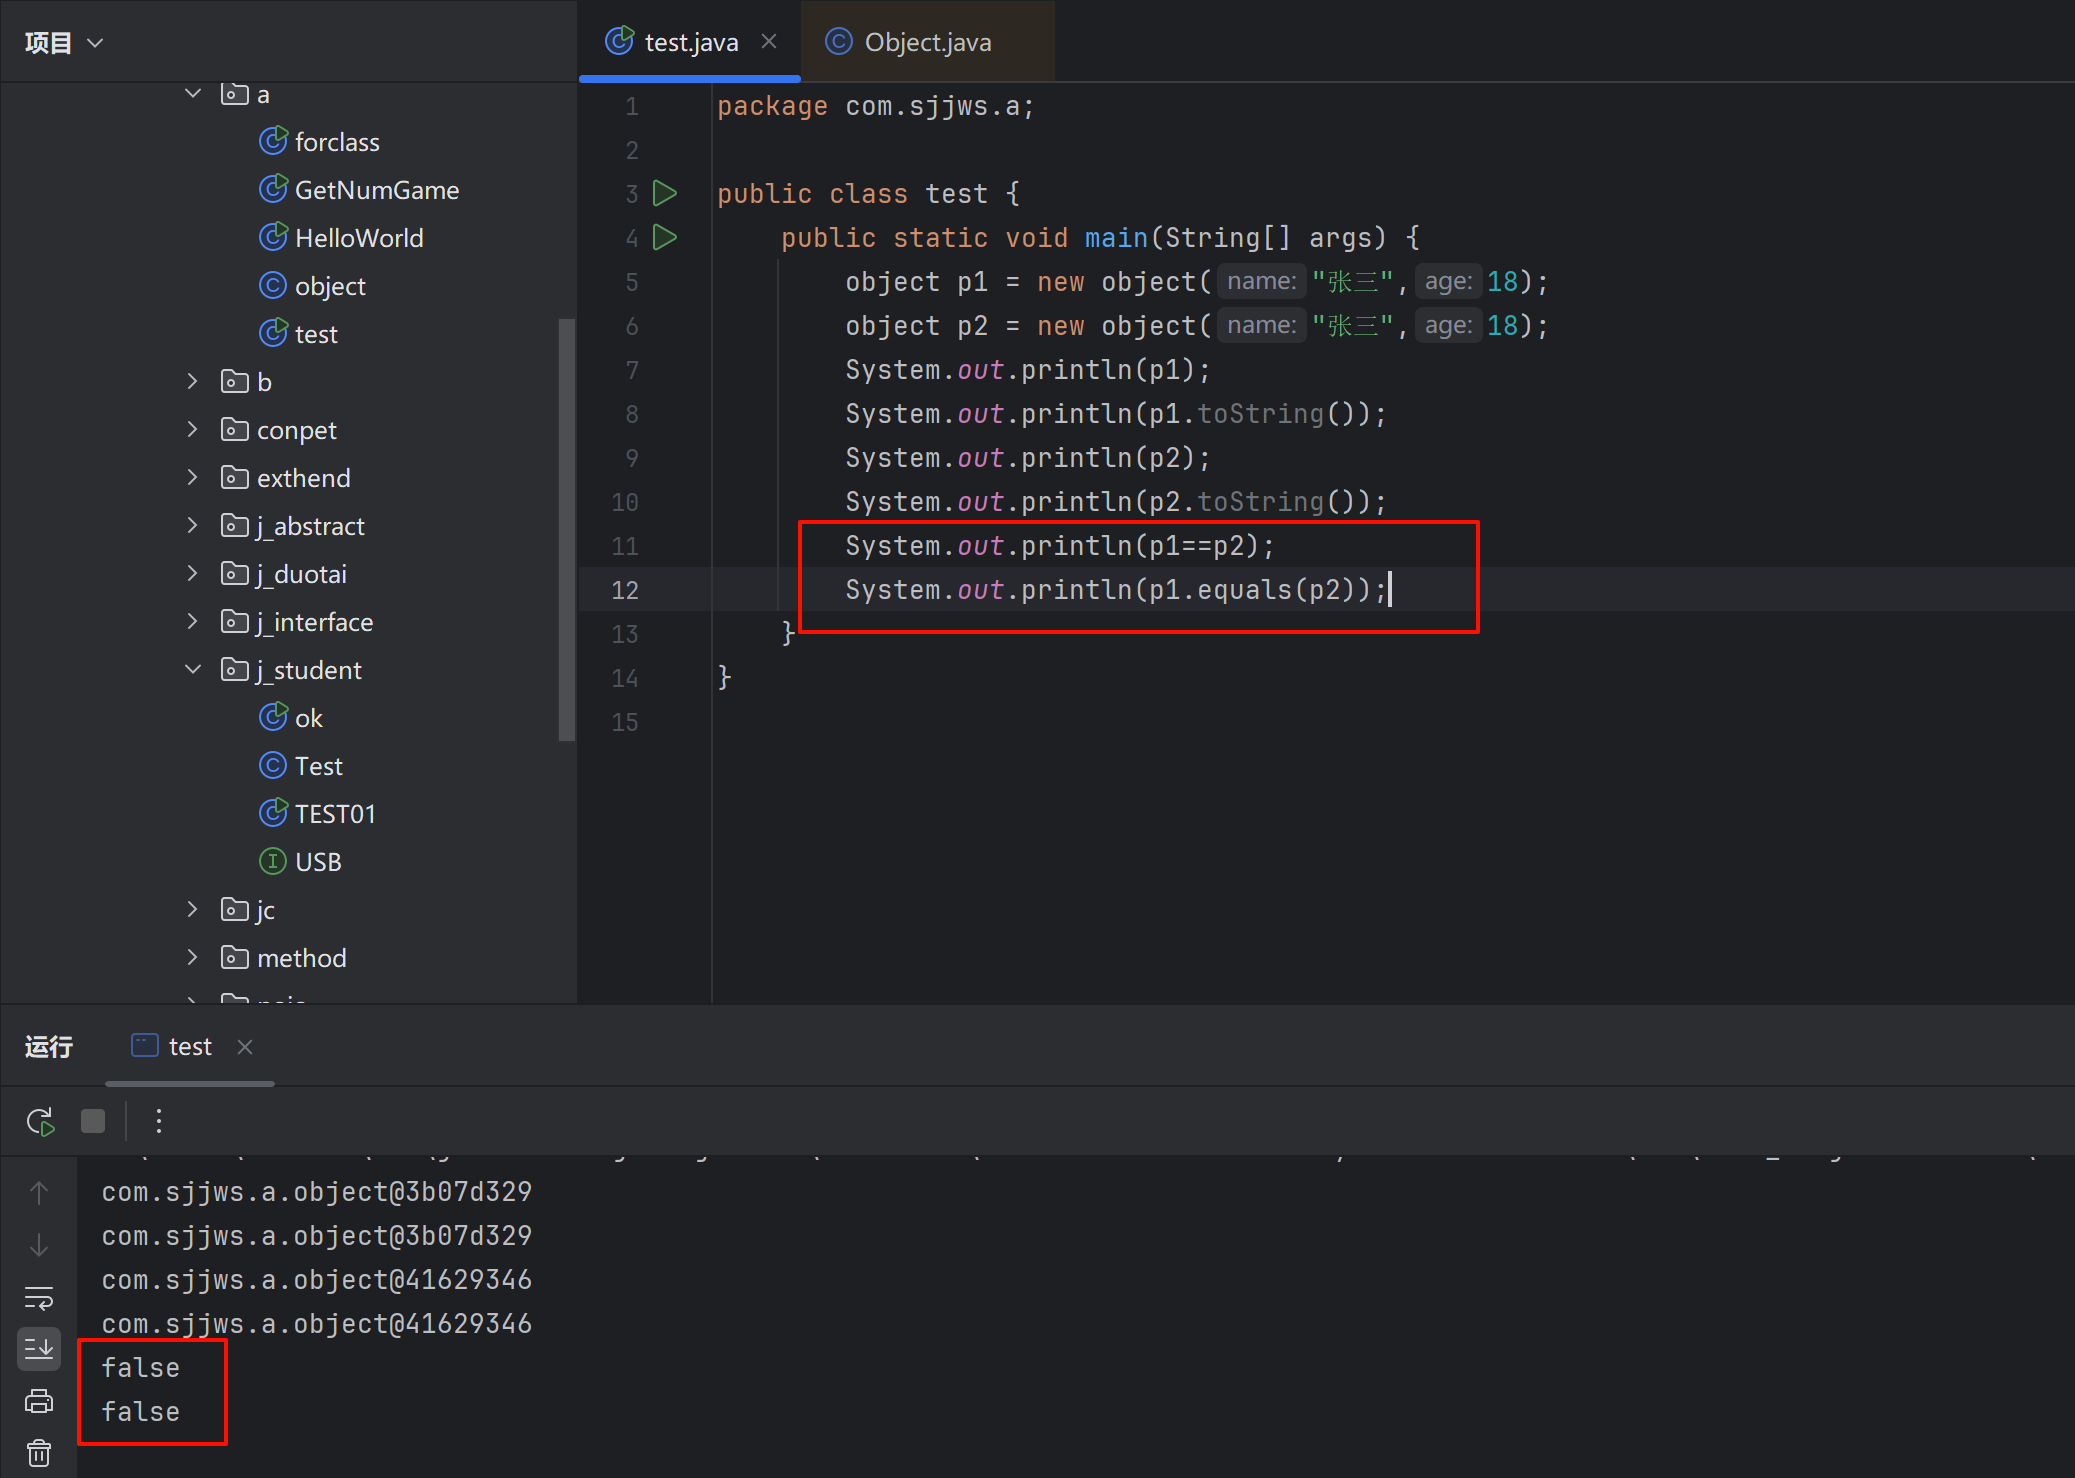 项目
test.java
Object.java
a
forclass
GetNumGame
HelloWorld
object
test
b
conpet
exthend
j_abstract
j_duotai
j_interface
j_student
ok
Test
TEST01
USB
jc
method
1 package com.sjjws.a;
2
3 public class test {
4 public static void main(String[] args) {
5 object p1 = new object( name: "张三", age: 18);
6 object p2 = new object( name: "张三", age: 18);
7 System.out.println(p1);
8 System.out.println(p1.toString());
9 System.out.println(p2);
10 System.out.println(p2.toString());
11 System.out.println(p1==p2);
12 System.out.println(p1.equals(p2));
13 }
14 }
15
运行
test
com.sjjws.a.object@3b07d329
com.sjjws.a.object@3b07d329
com.sjjws.a.object@41629346
com.sjjws.a.object@41629346
false
false